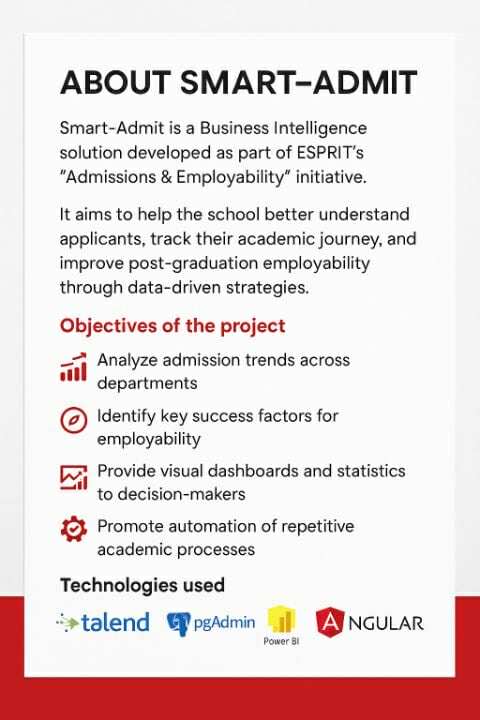 ABOUT SMART–ADMIT
Smart-Admit is a Business Intelligence
solution developed as part of ESPRIT's
"Admissions & Employability" initiative.
It aims to help the school better understand
applicants, track their academic journey, and
improve post-graduation employability
through data-driven strategies.
Objectives of the project
Analyze admission trends across
departments
Identify key success factors for
employability
Provide visual dashboards and statistics
to decision-makers
Promote automation of repetitive
academic processes
Technologies used
talend pgAdmin Power BI ANGULAR